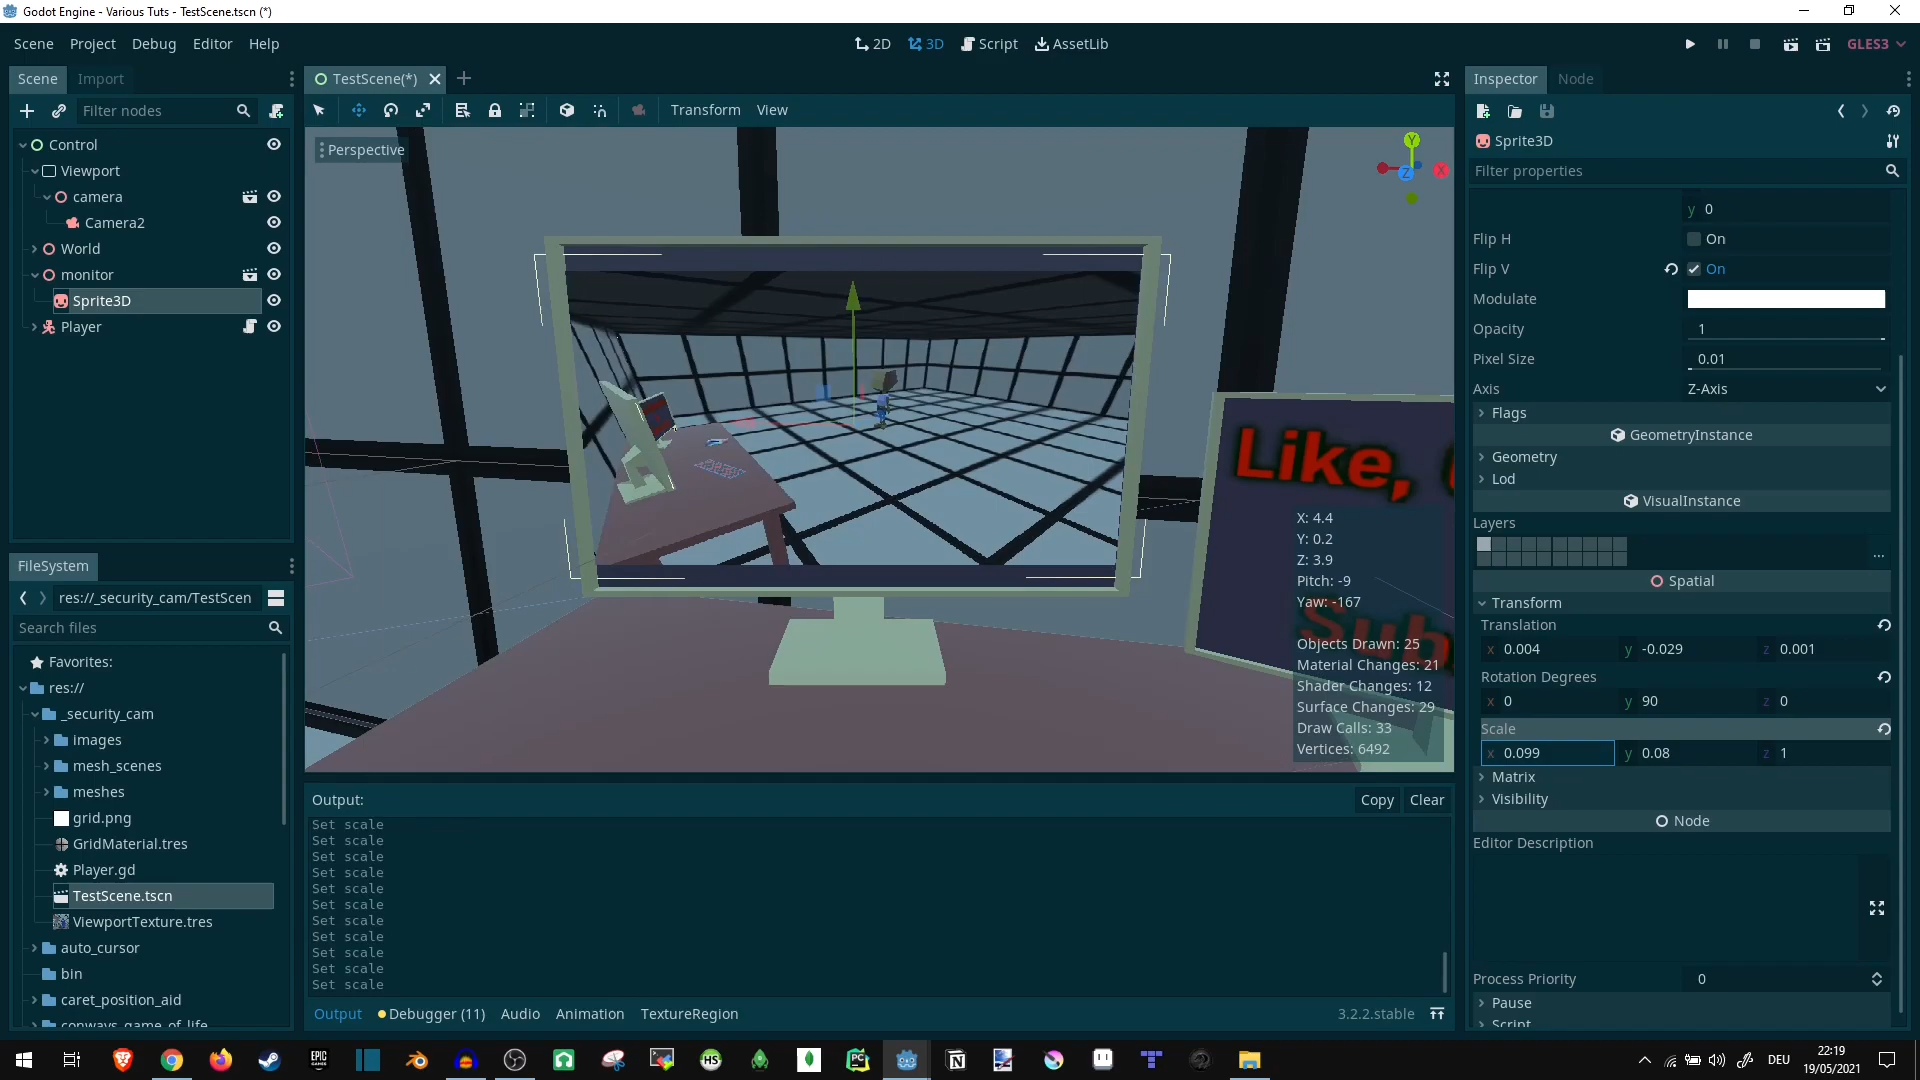 Godot Engine - Various Tuts - TestScene.tscn (*)
Scene Project Debug Editor Help
2D 3D Script AssetLib
GLES3
Scene Import
Filter nodes
Control
Viewport
camera
Camera2
World
monitor
Sprite3D
Player
FileSystem
res://_security_cam/TestScen
Search files
Favorites:
res://
_security_cam
images
mesh_scenes
meshes
grid.png
GridMaterial.tres
Player.gd
TestScene.tscn
ViewportTexture.tres
auto_cursor
bin
caret_position_aid
conways_game_of_life
TestScene(*)
Transform View
Perspective
Y
X
Z
Like,
Sub
X: 4.4
Y: 0.2
Z: 3.9
Pitch: -9
Yaw: -167
Objects Drawn: 25
Material Changes: 21
Shader Changes: 12
Surface Changes: 29
Draw Calls: 33
Vertices: 6492
Output:
Copy Clear
Set scale
Set scale
Set scale
Set scale
Set scale
Set scale
Set scale
Set scale
Set scale
Set scale
Set scale
Output Debugger (11) Audio Animation TextureRegion
3.2.2.stable
Inspector Node
Sprite3D
Filter properties
y 0
Flip H On
Flip V On
Modulate
Opacity 1
Pixel Size 0.01
Axis Z-Axis
Flags
GeometryInstance
Geometry
Lod
VisualInstance
Layers
...
Spatial
Transform
Translation
x 0.004 y -0.029 z 0.001
Rotation Degrees
x 0 y 90 z 0
Scale
x 0.099 y 0.08 z 1
Matrix
Visibility
Node
Editor Description
Process Priority 0
Pause
Script
EPIC
HS
PC
N
DEU
22:19
19/05/2021